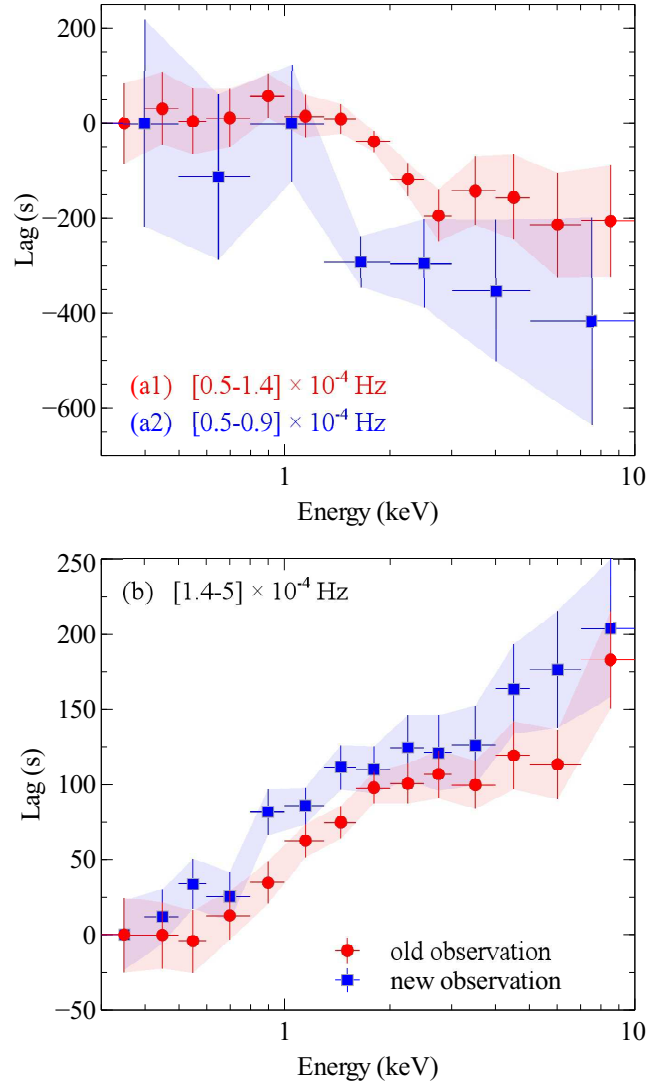 200
0
−200
−400
−600
Lag (s)
(a1) [0.5-1.4] × 10⁻⁴ Hz
(a2) [0.5-0.9] × 10⁻⁴ Hz
1 10
Energy (keV)
250
200
150
100
50
0
−50
Lag (s)
(b) [1.4-5] × 10⁻⁴ Hz
old observation
new observation
1 10
Energy (keV)